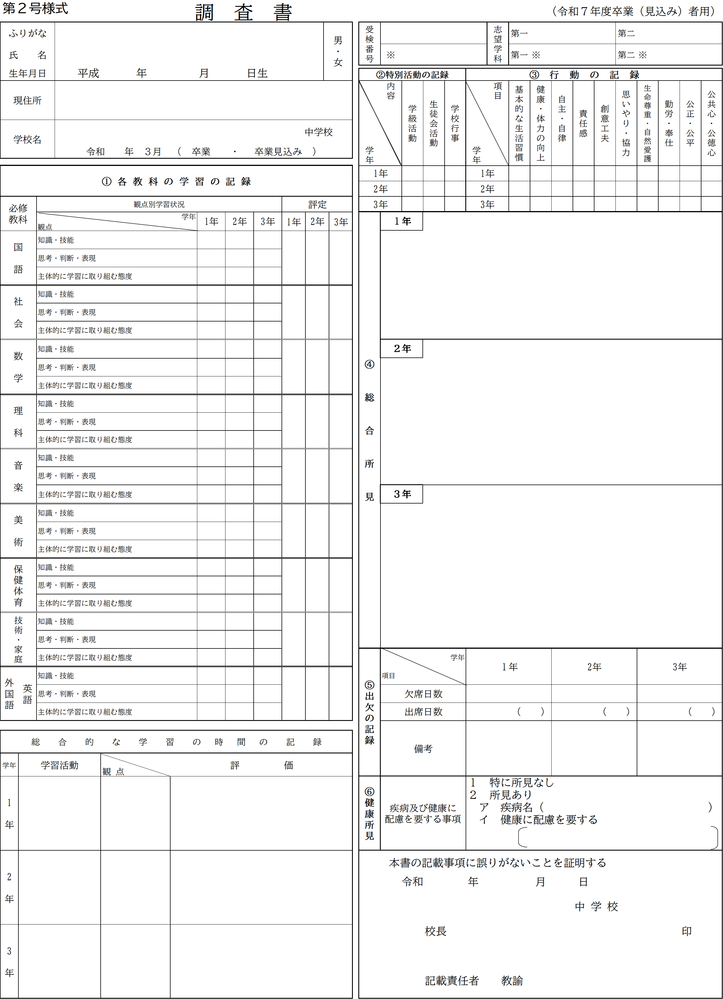 第２号様式
調　査　書
（令和７年度卒業（見込み）者用）
ふりがな
氏　　名
生年月日
平成　　　年　　　　月　　　日生
男・女
現住所
学校名
中学校
令和　　年　３月　（　卒業　　・　　卒業見込み　）
①各教科の学習の記録
必修
教科
観点別学習状況
評定
学年
観点
1年 2年 3年 1年 2年 3年
国語
知識・技能
思考・判断・表現
主体的に学習に取り組む態度
社会
知識・技能
思考・判断・表現
主体的に学習に取り組む態度
数学
知識・技能
思考・判断・表現
主体的に学習に取り組む態度
理科
知識・技能
思考・判断・表現
主体的に学習に取り組む態度
音楽
知識・技能
思考・判断・表現
主体的に学習に取り組む態度
美術
知識・技能
思考・判断・表現
主体的に学習に取り組む態度
保健体育
知識・技能
思考・判断・表現
主体的に学習に取り組む態度
技術・家庭
知識・技能
思考・判断・表現
主体的に学習に取り組む態度
外国語
英語
知識・技能
思考・判断・表現
主体的に学習に取り組む態度
総合的な学習の時間の記録
学年
学習活動
観点
評　　　価
1年
2年
3年
受検番号
※
志望学科
第一
第二
第一 ※
第二 ※
②特別活動の記録
③行動の記録
内容
学年
学級活動
生徒会活動
学校行事
項目
学年
基本的な生活習慣
健康・体力の向上
自主・自律
責任感
創意工夫
思いやり・協力
生命尊重・自然愛護
勤労・奉仕
公正・公平
公共心・公徳心
1年
1年
2年
2年
3年
3年
④総合所見
１年
２年
３年
⑤出欠の記録
学年
項目
１年
2年
3年
欠席日数
出席日数
（　　）
（　　）
（　　）
備考
⑥健康所見
疾病及び健康に
配慮を要する事項
１　特に所見なし
２　所見あり
ア　疾病名（　　　　　　　　　　　　　　　）
イ　健康に配慮を要する
本書の記載事項に誤りがないことを証明する
令和　　　　年　　　　　月　　　日
中 学 校
校長
印
記載責任者　　教諭